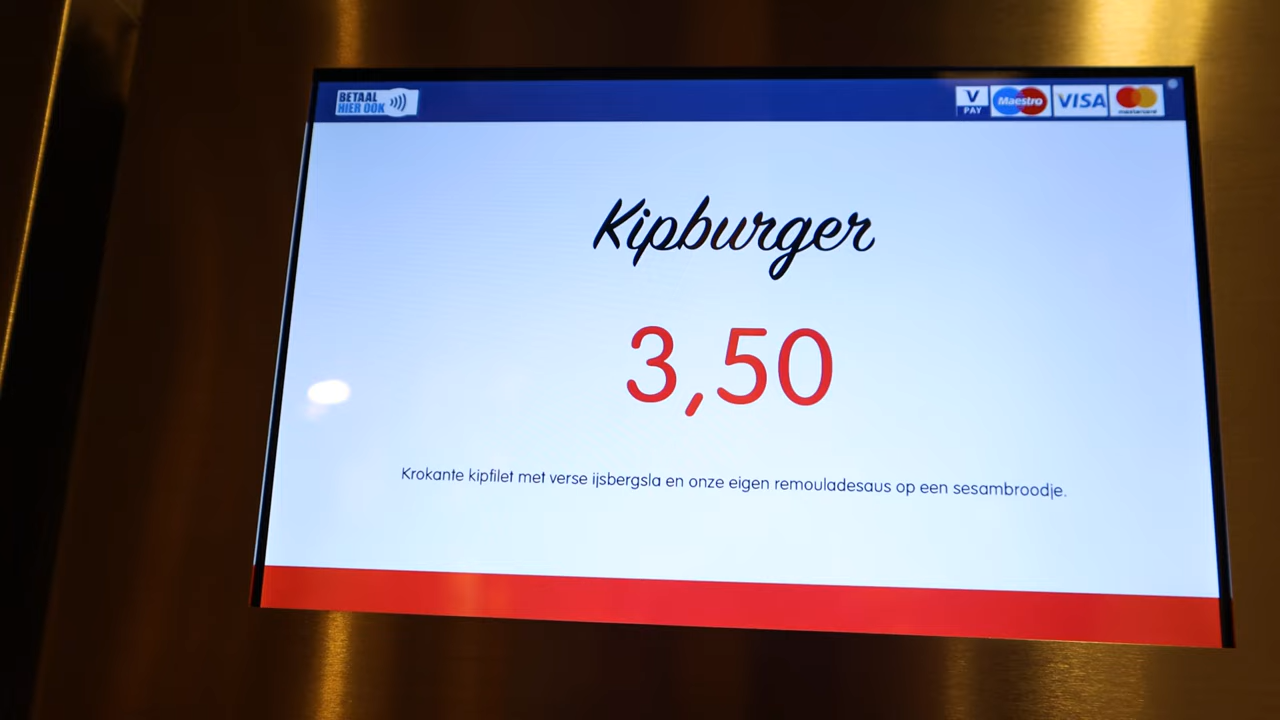 BETAAL
HIER OOK
V
PAY
Maestro
VISA
mastercard
Kipburger
3,50
Krokante kipfilet met verse ijsbergsla en onze eigen remouladesaus op een sesambroodje.